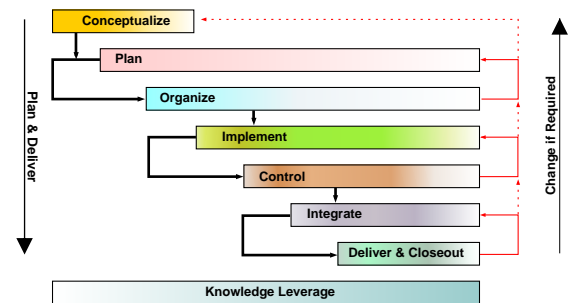 Conceptualize
Plan
Organize
Implement
Control
Integrate
Deliver & Closeout
Knowledge Leverage
Plan & Deliver
Change if Required